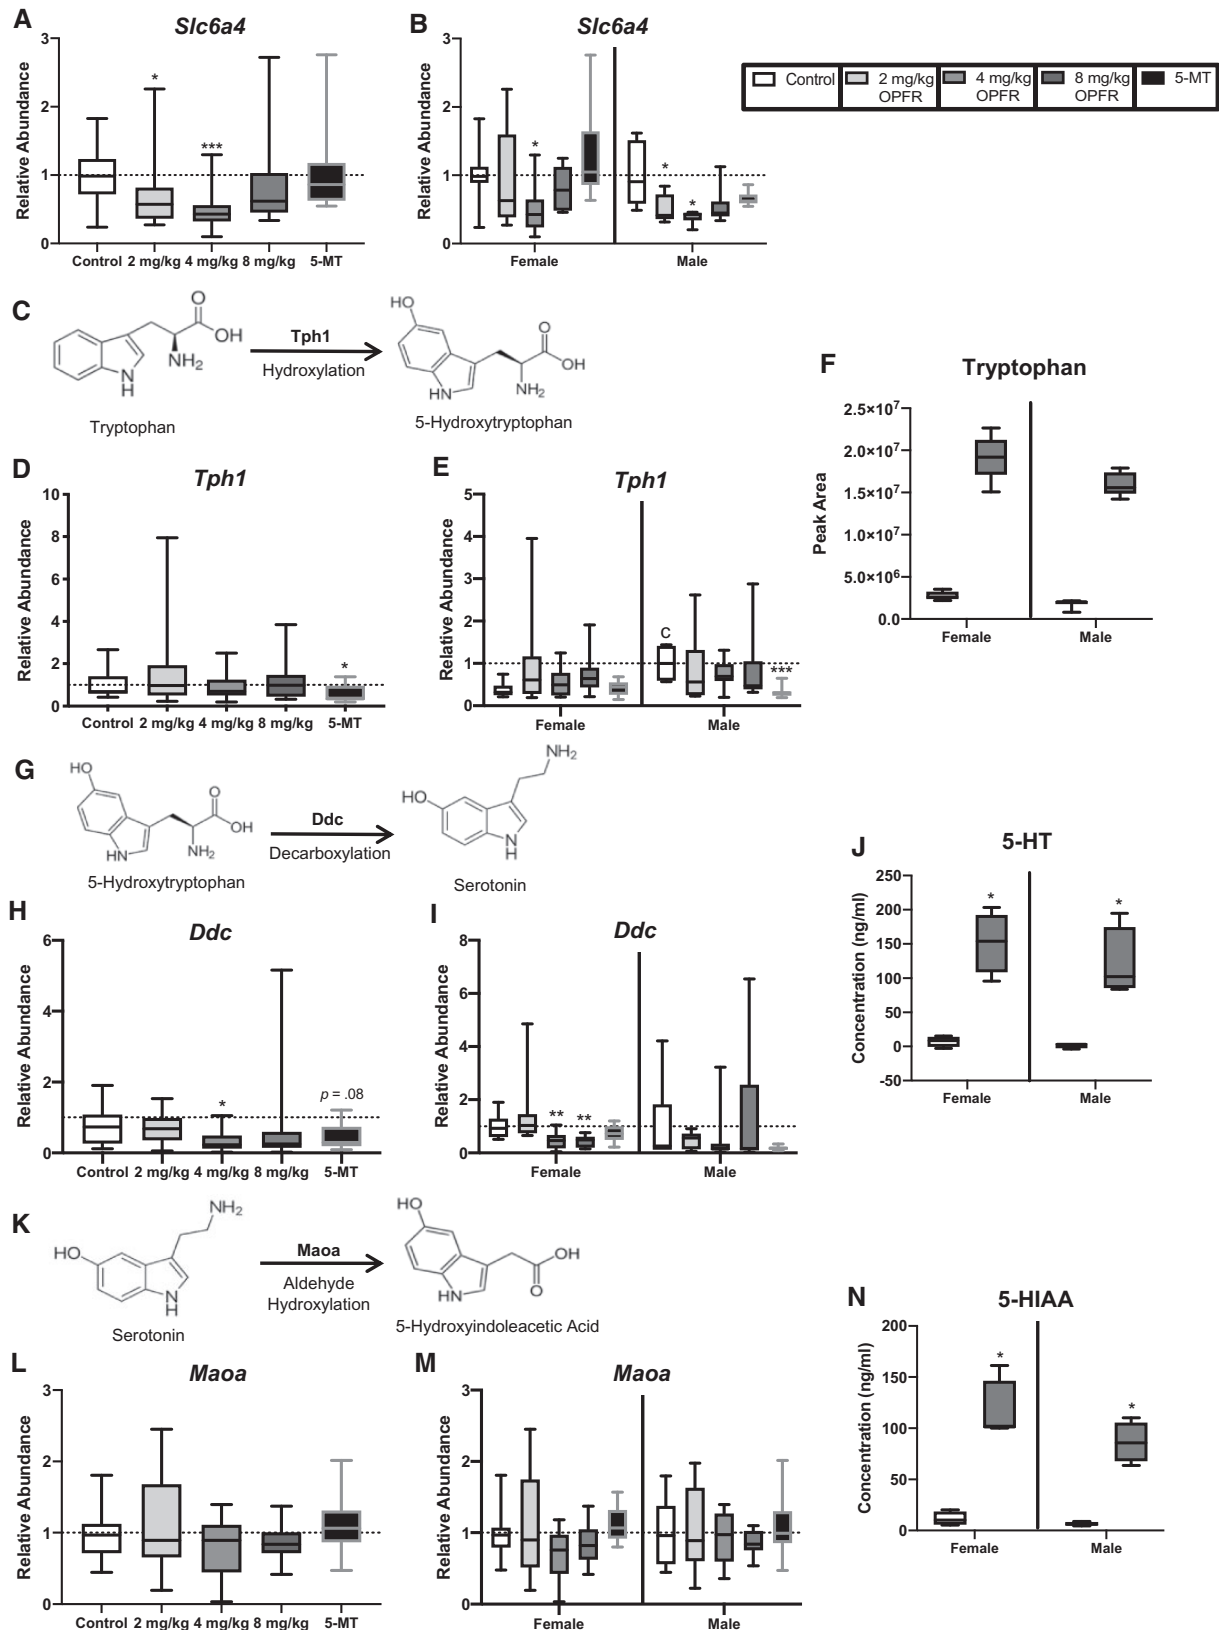 A
Slc6a4
Relative Abundance
3
2
1
0
*
***
Control 2 mg/kg 4 mg/kg 8 mg/kg 5-MT
B
Slc6a4
Relative Abundance
3
2
1
0
*
*
*
Female
Male
Control
2 mg/kg
OPFR
4 mg/kg
OPFR
8 mg/kg
OPFR
5-MT
C
O
OH
NH2
N
H
Tryptophan
Tph1
Hydroxylation
HO
O
OH
NH2
HN
5-Hydroxytryptophan
D
Tph1
Relative Abundance
10
8
6
4
2
0
*
Control 2 mg/kg 4 mg/kg 8 mg/kg 5-MT
E
Tph1
Relative Abundance
5
4
3
2
1
0
C
***
Female
Male
F
Tryptophan
Peak Area
2.5×10⁷
2.0×10⁷
1.5×10⁷
1.0×10⁷
5.0×10⁶
0.0
Female
Male
G
HO
O
OH
NH2
HN
5-Hydroxytryptophan
Ddc
Decarboxylation
NH2
HO
N
H
Serotonin
H
Ddc
Relative Abundance
6
4
2
0
*
p = .08
Control 2 mg/kg 4 mg/kg 8 mg/kg 5-MT
I
Ddc
Relative Abundance
8
6
4
2
0
**
**
Female
Male
J
5-HT
Concentration (ng/ml)
250
200
150
100
50
0
-50
*
*
Female
Male
K
NH2
HO
N
H
Serotonin
Maoa
Aldehyde
Hydroxylation
HO
OH
O
HN
5-Hydroxyindoleacetic Acid
L
Maoa
Relative Abundance
3
2
1
0
Control 2 mg/kg 4 mg/kg 8 mg/kg 5-MT
M
Maoa
Relative Abundance
3
2
1
0
Female
Male
N
5-HIAA
Concentration (ng/ml)
200
150
100
50
0
*
*
Female
Male